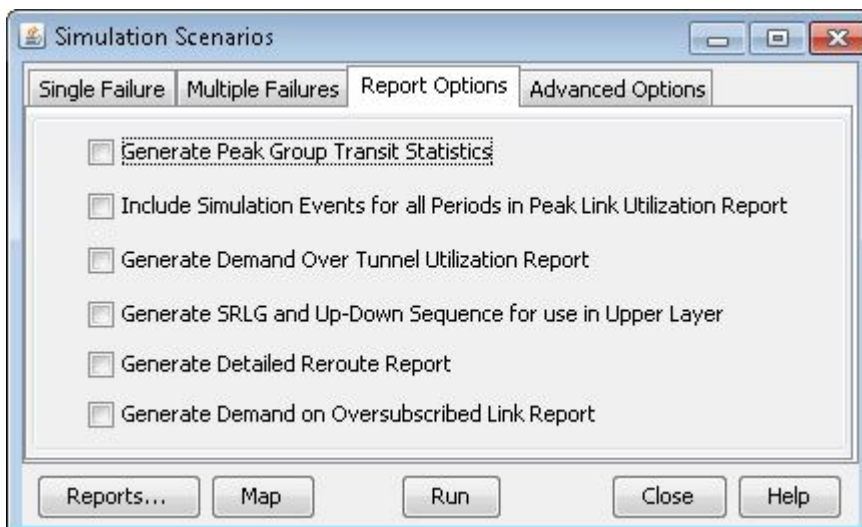 Simulation Scenarios
Single Failure Multiple Failures Report Options Advanced Options
Generate Peak Group Transit Statistics
Include Simulation Events for all Periods in Peak Link Utilization Report
Generate Demand Over Tunnel Utilization Report
Generate SRLG and Up-Down Sequence for use in Upper Layer
Generate Detailed Reroute Report
Generate Demand on Oversubscribed Link Report
Reports... Map Run Close Help